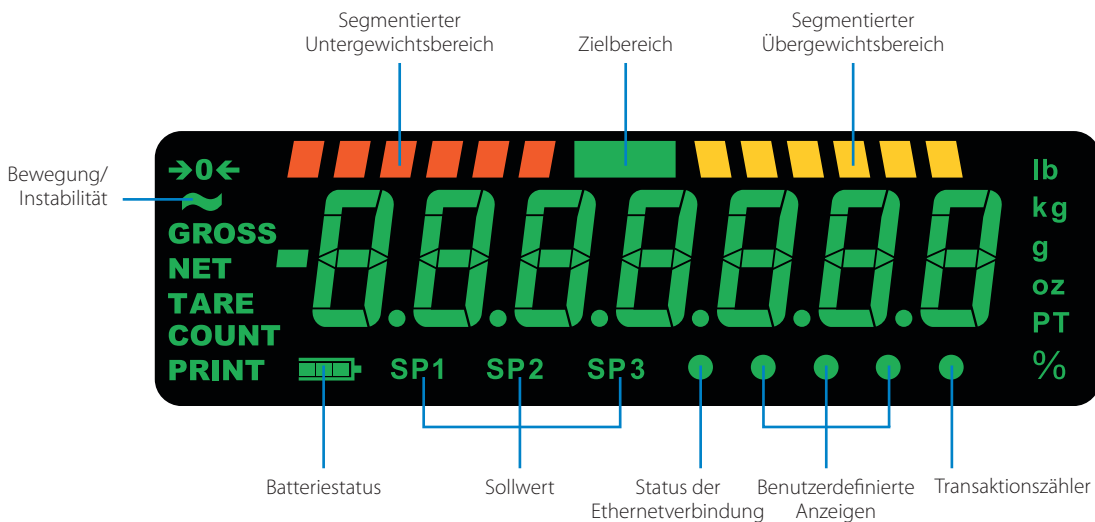 Segmentierter
Untergewichtsbereich
Zielbereich
Segmentierter
Übergewichtsbereich
Bewegung/
Instabilität
→0←
GROSS
NET
TARE
COUNT
PRINT
-8.8.8.8.8.8.8
lb
kg
g
oz
PT
%
SP1 SP2 SP3
Batteriestatus
Sollwert
Status der
Ethernetverbindung
Benutzerdefinierte
Anzeigen
Transaktionszähler